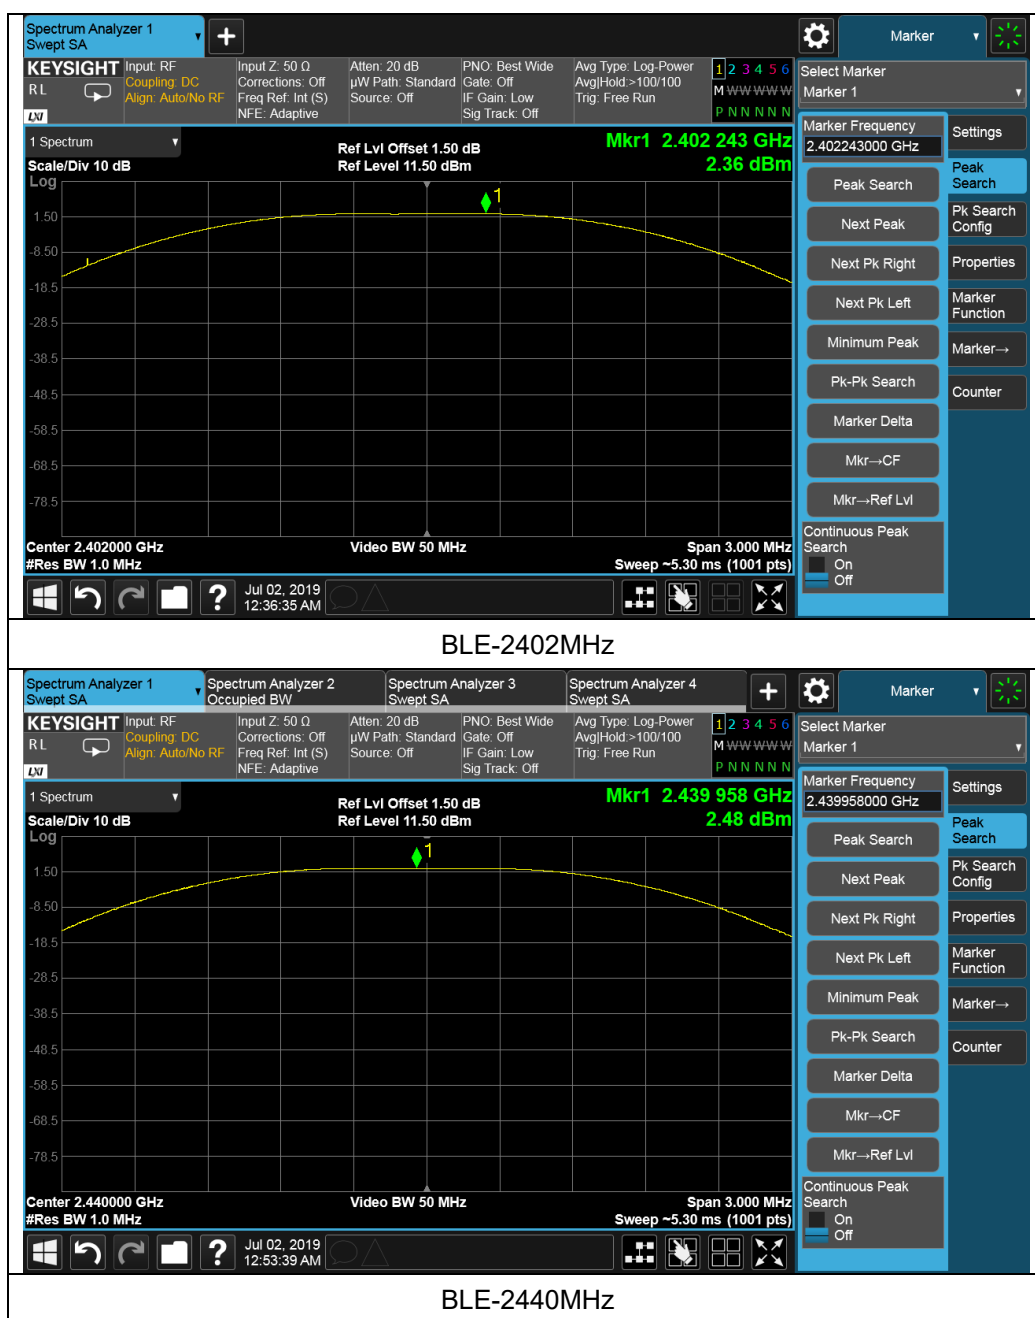 Spectrum Analyzer 1
Swept SA
+
Marker
KEYSIGHT
RL
LXI
Input: RF
Coupling: DC
Align: Auto/No RF
Input Z: 50 Ω
Corrections: Off
Freq Ref: Int (S)
NFE: Adaptive
Atten: 20 dB
µW Path: Standard
Source: Off
PNO: Best Wide
Gate: Off
IF Gain: Low
Sig Track: Off
Avg Type: Log-Power
Avg|Hold:>100/100
Trig: Free Run
1 2 3 4 5 6
M W W W W W
P N N N N N
Select Marker
Marker 1
1 Spectrum
Scale/Div 10 dB
Log
Ref Lvl Offset 1.50 dB
Ref Level 11.50 dBm
Mkr1 2.402 243 GHz
2.36 dBm
1
1.50
-8.50
-18.5
-28.5
-38.5
-48.5
-58.5
-68.5
-78.5
Center 2.402000 GHz
#Res BW 1.0 MHz
Video BW 50 MHz
Span 3.000 MHz
Sweep ~5.30 ms (1001 pts)
Marker Frequency
2.402243000 GHz
Peak Search
Next Peak
Next Pk Right
Next Pk Left
Minimum Peak
Pk-Pk Search
Marker Delta
Mkr→CF
Mkr→Ref Lvl
Continuous Peak
Search
On
Off
Settings
Peak
Search
Pk Search
Config
Properties
Marker
Function
Marker→
Counter
?
Jul 02, 2019
12:36:35 AM
BLE-2402MHz
Spectrum Analyzer 1
Swept SA
Spectrum Analyzer 2
Occupied BW
Spectrum Analyzer 3
Swept SA
Spectrum Analyzer 4
Swept SA
+
Marker
KEYSIGHT
RL
LXI
Input: RF
Coupling: DC
Align: Auto/No RF
Input Z: 50 Ω
Corrections: Off
Freq Ref: Int (S)
NFE: Adaptive
Atten: 20 dB
µW Path: Standard
Source: Off
PNO: Best Wide
Gate: Off
IF Gain: Low
Sig Track: Off
Avg Type: Log-Power
Avg|Hold:>100/100
Trig: Free Run
1 2 3 4 5 6
M W W W W W
P N N N N N
Select Marker
Marker 1
1 Spectrum
Scale/Div 10 dB
Log
Ref Lvl Offset 1.50 dB
Ref Level 11.50 dBm
Mkr1 2.439 958 GHz
2.48 dBm
1
1.50
-8.50
-18.5
-28.5
-38.5
-48.5
-58.5
-68.5
-78.5
Center 2.440000 GHz
#Res BW 1.0 MHz
Video BW 50 MHz
Span 3.000 MHz
Sweep ~5.30 ms (1001 pts)
Marker Frequency
2.439958000 GHz
Peak Search
Next Peak
Next Pk Right
Next Pk Left
Minimum Peak
Pk-Pk Search
Marker Delta
Mkr→CF
Mkr→Ref Lvl
Continuous Peak
Search
On
Off
Settings
Peak
Search
Pk Search
Config
Properties
Marker
Function
Marker→
Counter
?
Jul 02, 2019
12:53:39 AM
BLE-2440MHz